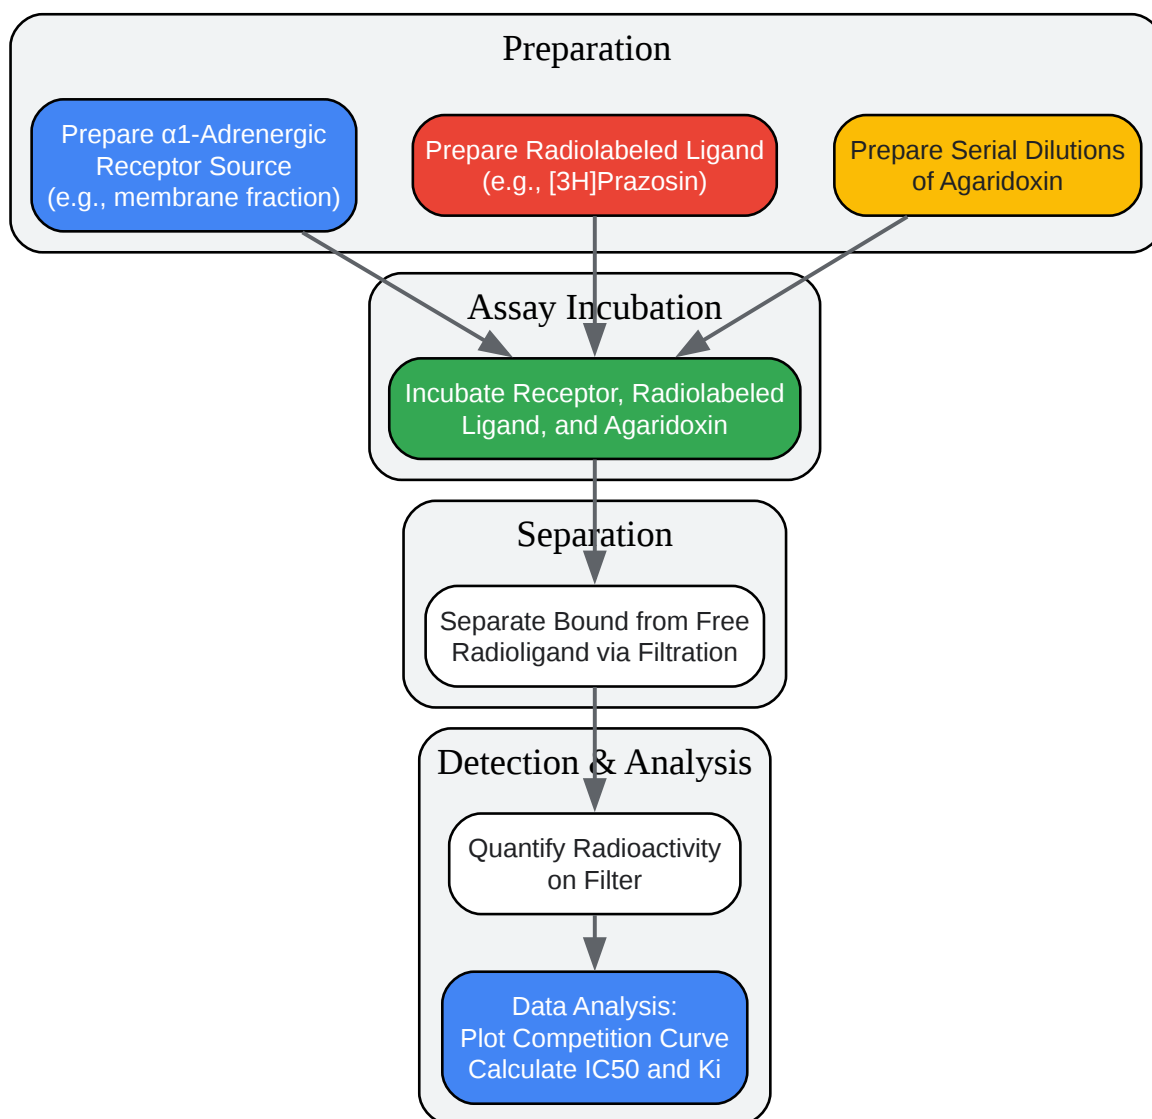 Preparation
Prepare α1-Adrenergic
Receptor Source
(e.g., membrane fraction)
Prepare Radiolabeled Ligand
(e.g., [3H]Prazosin)
Prepare Serial Dilutions
of Agaridoxin
Assay Incubation
Incubate Receptor, Radiolabeled
Ligand, and Agaridoxin
Separation
Separate Bound from Free
Radioligand via Filtration
Detection & Analysis
Quantify Radioactivity
on Filter
Data Analysis:
Plot Competition Curve
Calculate IC50 and Ki